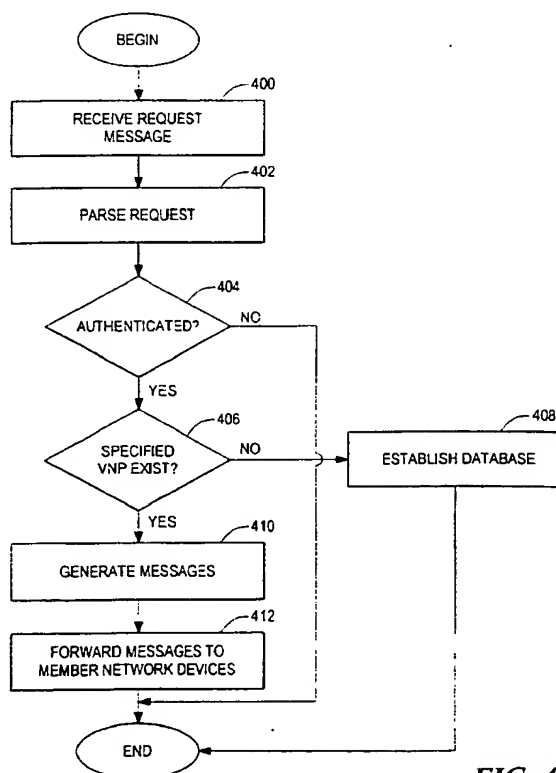 BEGIN
400
RECEIVE REQUEST
MESSAGE
402
PARSE REQUEST
404
AUTHENTICATED?
NO
YES
406
SPECIFIED
VNP EXIST?
NO
408
ESTABLISH DATABASE
YES
410
GENERATE MESSAGES
412
FORWARD MESSAGES TO
MEMBER NETWORK DEVICES
END
FIG. 4